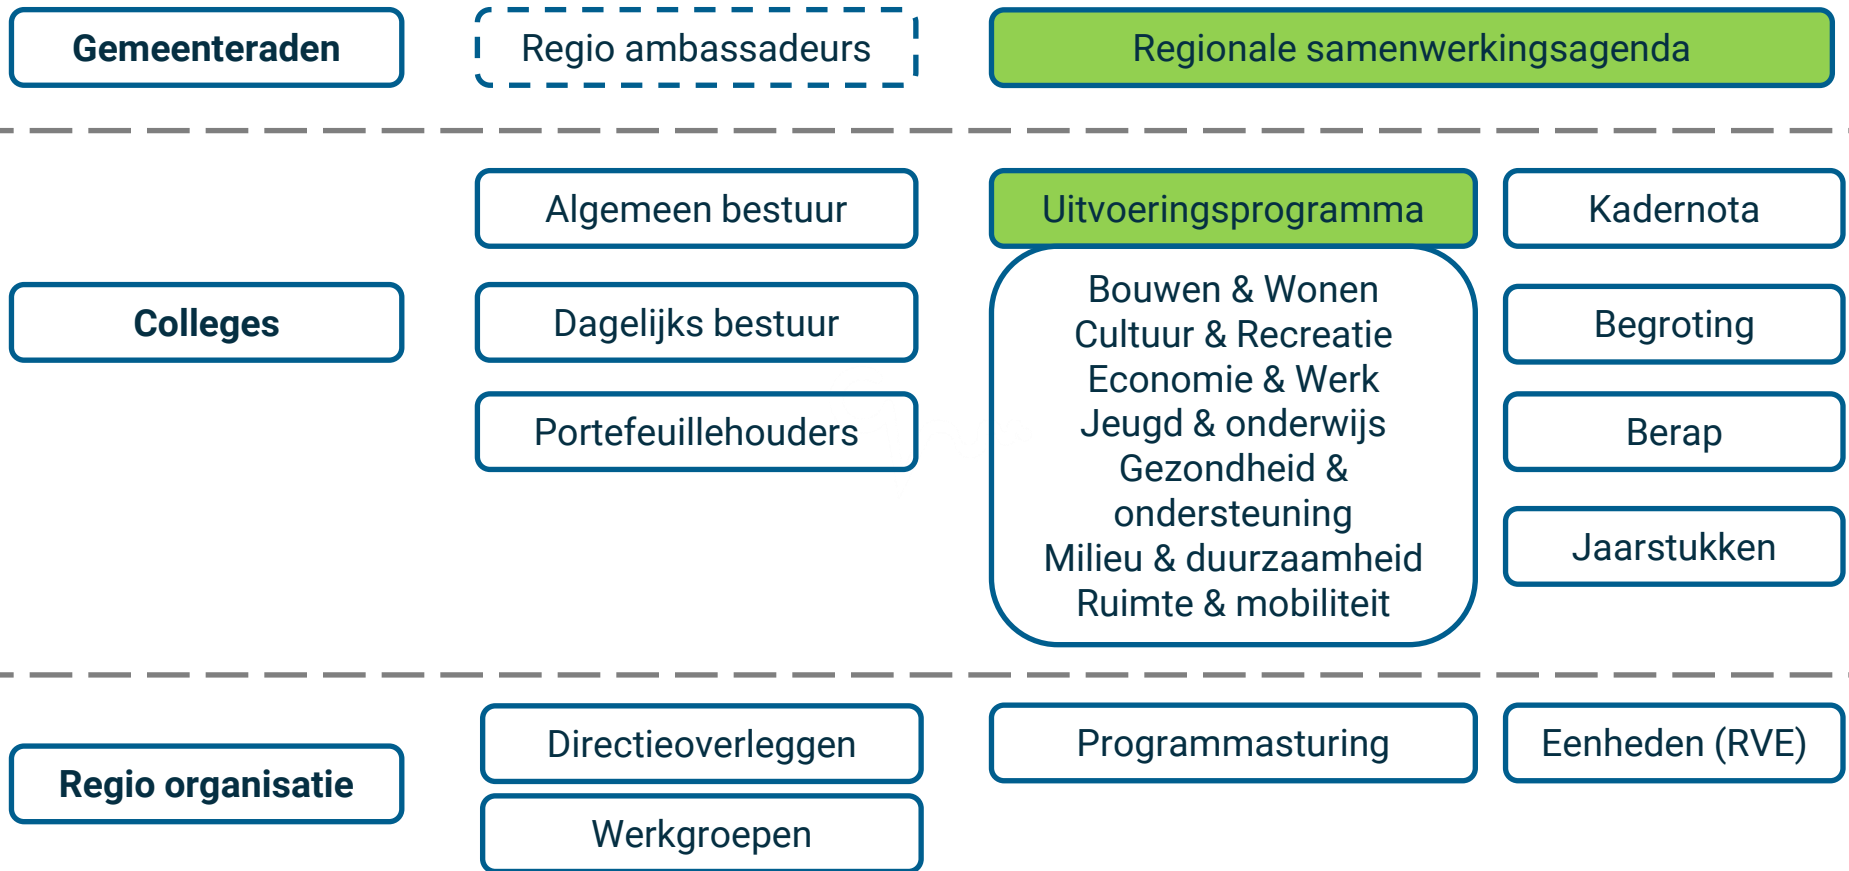 Gemeenteraden
Regio ambassadeurs
Regionale samenwerkingsagenda
Algemeen bestuur
Uitvoeringsprogramma
Kadernota
Colleges
Dagelijks bestuur
Portefeuillehouders
Bouwen & Wonen
Cultuur & Recreatie
Economie & Werk
Jeugd & onderwijs
Gezondheid &
ondersteuning
Milieu & duurzaamheid
Ruimte & mobiliteit
Begroting
Berap
Jaarstukken
Regio organisatie
Directieoverleggen
Werkgroepen
Programmasturing
Eenheden (RVE)